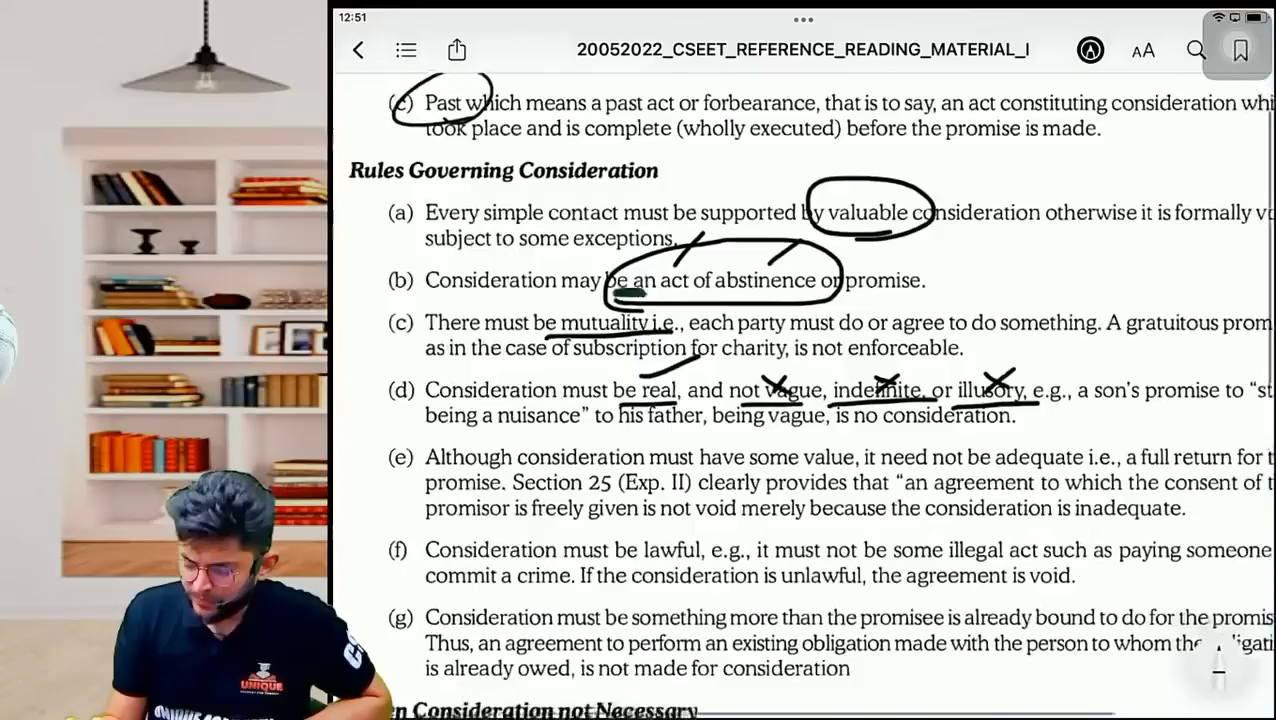 12:51
20052022_CSEET_REFERENCE_READING_MATERIAL_I
AA
(c) Past which means a past act or forbearance, that is to say, an act constituting consideration whi
took place and is complete (wholly executed) before the promise is made.
Rules Governing Consideration
(a) Every simple contact must be supported by valuable consideration otherwise it is formally v
subject to some exceptions.
(b) Consideration may be an act of abstinence or promise.
(c) There must be mutuality i.e., each party must do or agree to do something. A gratuitous prom
as in the case of subscription for charity, is not enforceable.
(d) Consideration must be real, and not vague, indefinite, or illusory, e.g., a son's promise to "st
being a nuisance" to his father, being vague, is no consideration.
(e) Although consideration must have some value, it need not be adequate i.e., a full return for t
promise. Section 25 (Exp. II) clearly provides that "an agreement to which the consent of t
promisor is freely given is not void merely because the consideration is inadequate.
(f) Consideration must be lawful, e.g., it must not be some illegal act such as paying someone
commit a crime. If the consideration is unlawful, the agreement is void.
(g) Consideration must be something more than the promisee is already bound to do for the promis
Thus, an agreement to perform an existing obligation made with the person to whom the
is already owed, is not made for consideration
n Consideration not Necessary
UNIQUE